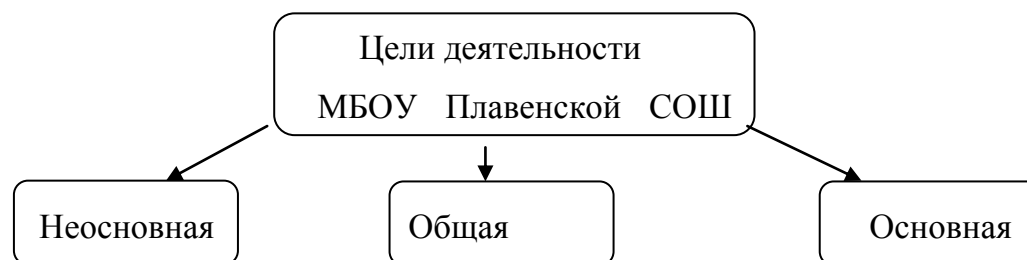 Цели деятельности
МБОУ Плавенской СОШ
Неосновная
Общая
Основная